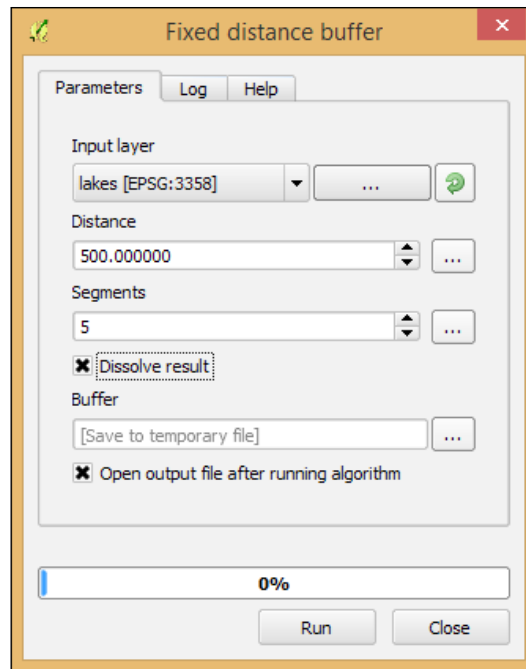 Fixed distance buffer
Parameters Log Help
Input layer
lakes [EPSG:3358] ...
Distance
500.000000 ...
Segments
5 ...
Dissolve result
Buffer
[Save to temporary file] ...
Open output file after running algorithm
0%
Run Close